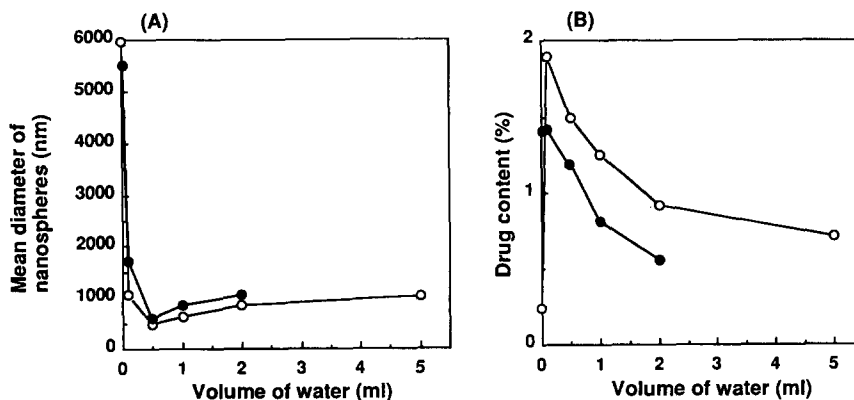 (A)
6000
5000
4000
3000
2000
1000
0
Mean diameter of
nanospheres (nm)
0 1 2 3 4 5
Volume of water (ml)
(B)
2
1
0
Drug content (%)
0 1 2 3 4 5
Volume of water (ml)